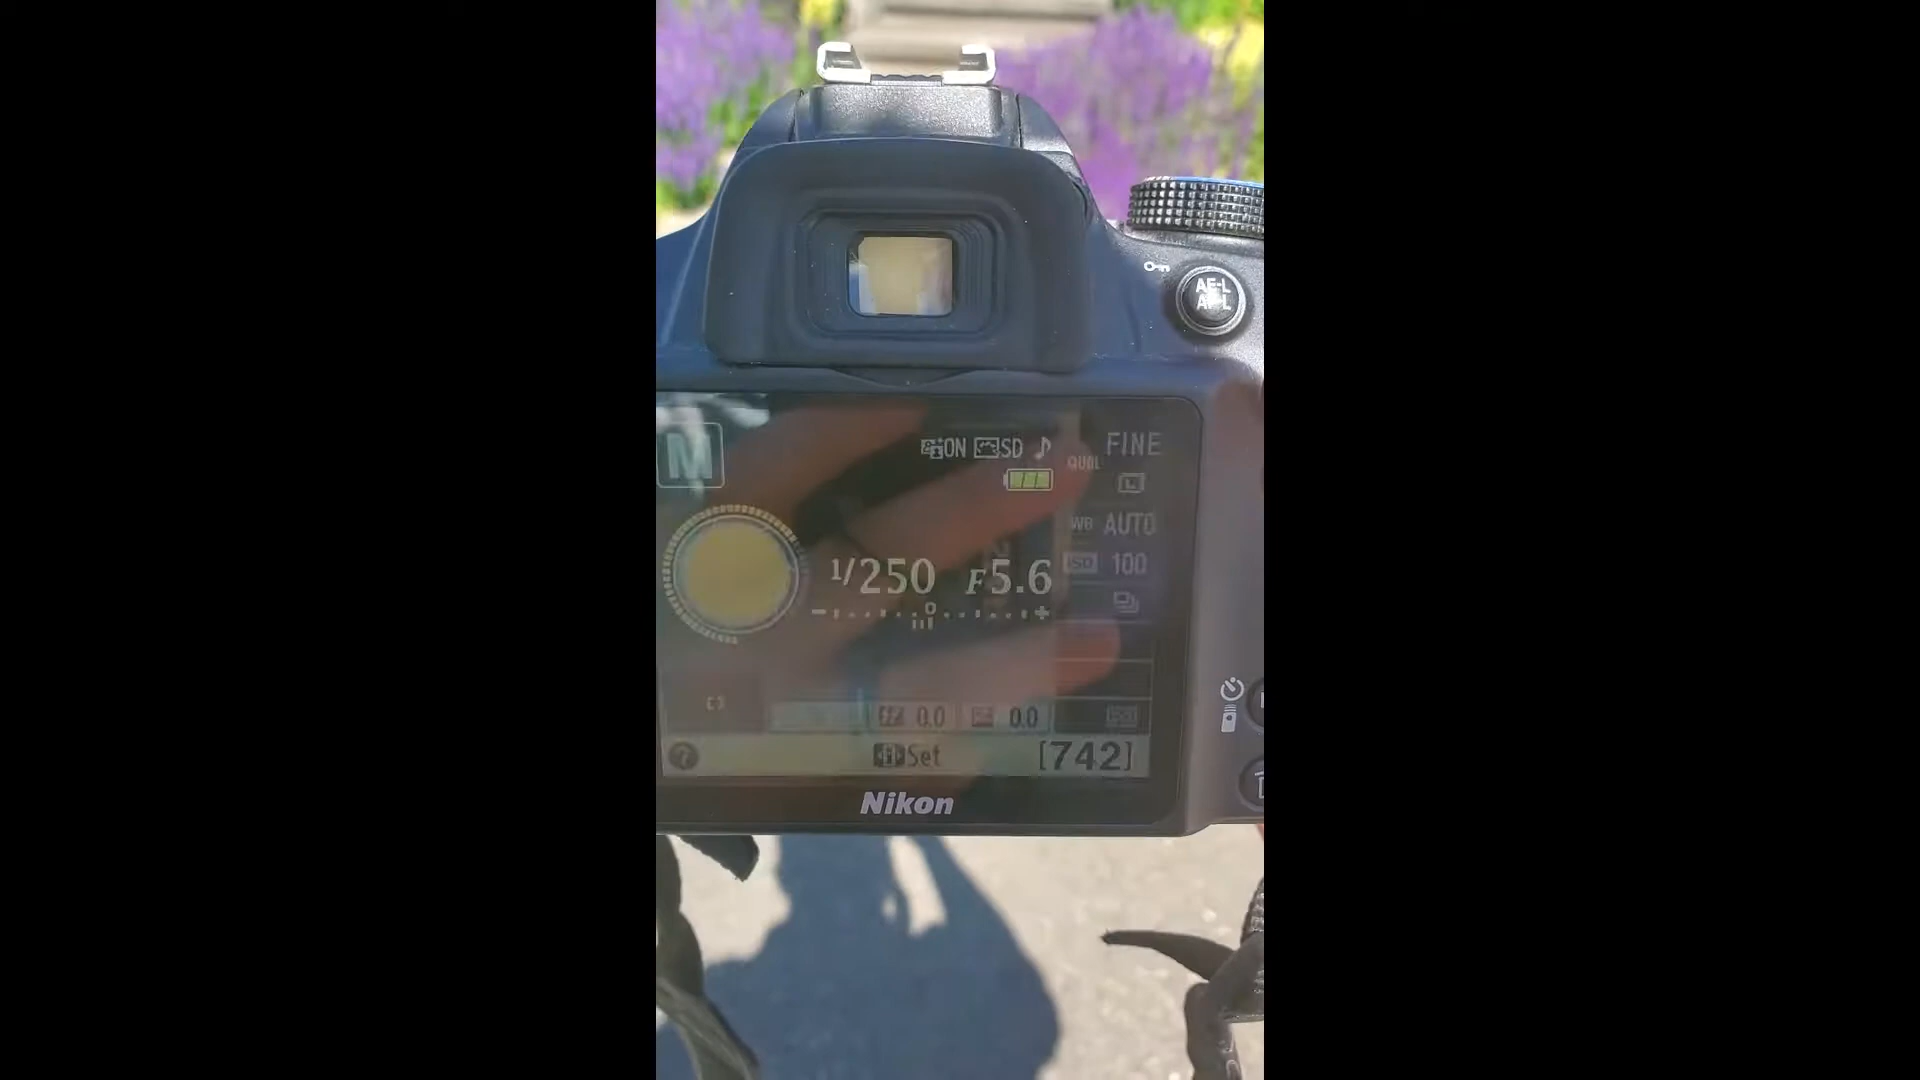 AE-L
AF-L
M
ON SD
QUAL FINE
L
WB AUTO
1/250 F5.6
ISO 100
- 0 +
0.0 0.0
? i Set [742]
Nikon